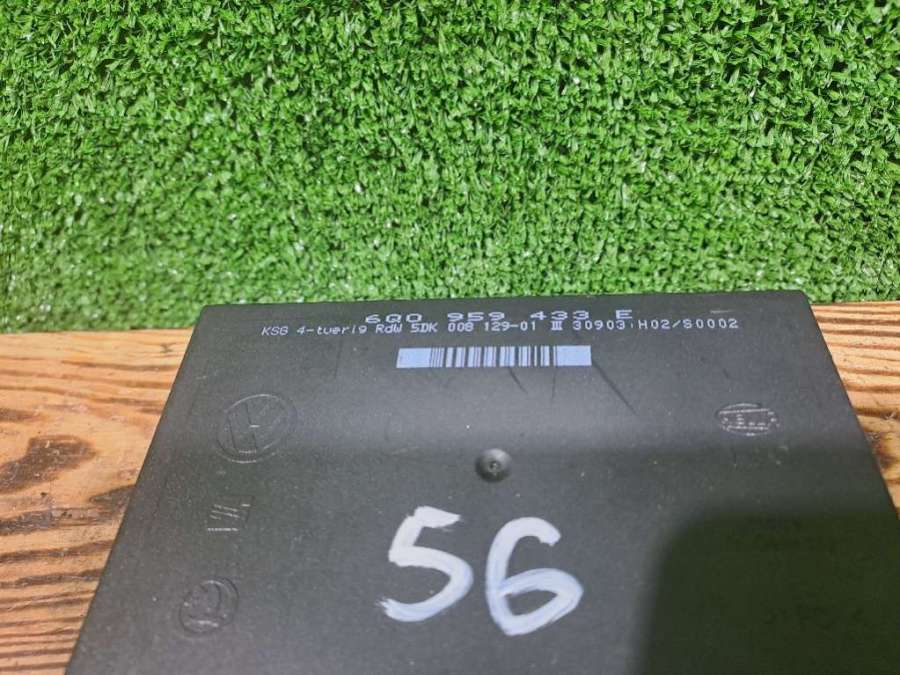 6Q0 959 433 E
KSG 4-tuerig RdW 5DK 008 129-01 III 30903 H02/S0002
56